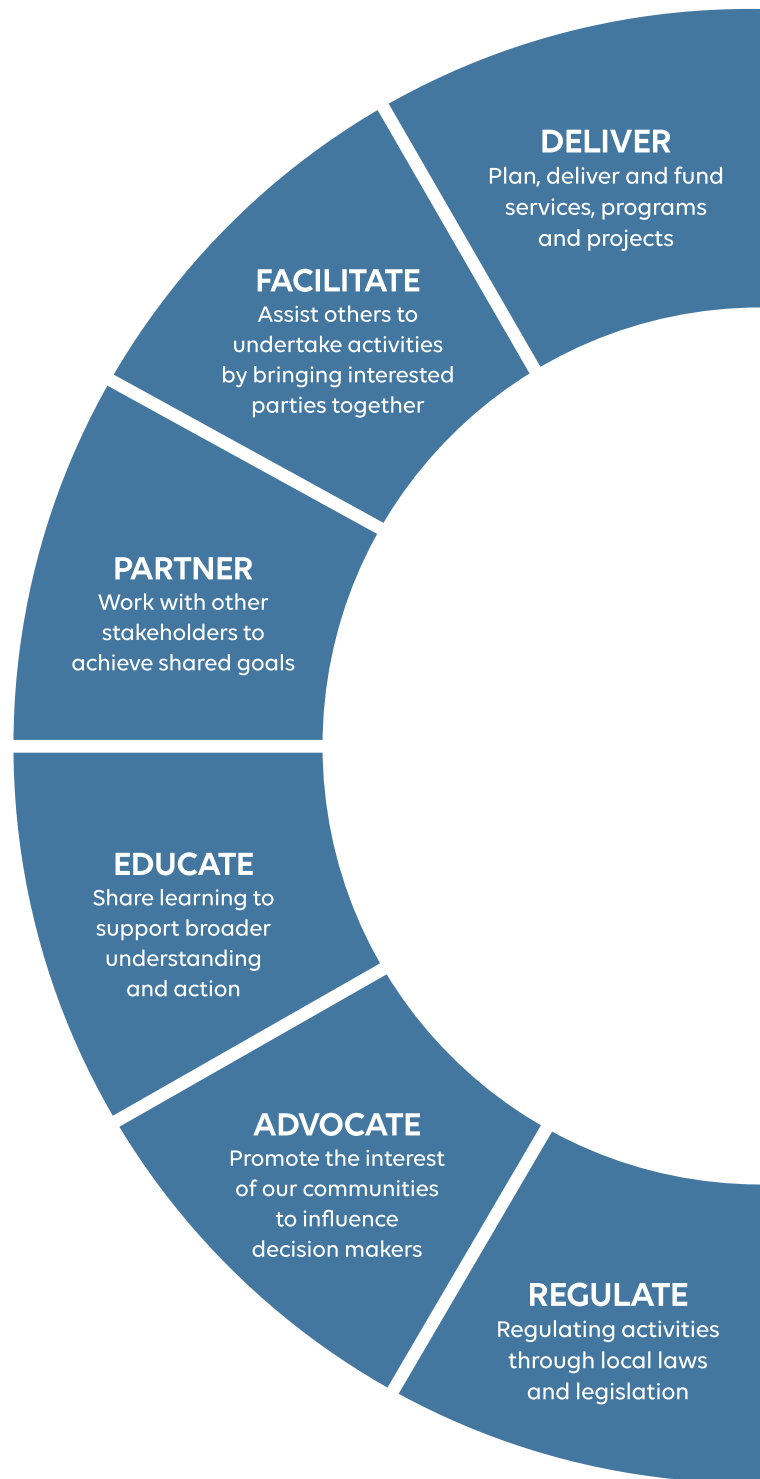 DELIVER
Plan, deliver and fund
services, programs
and projects
FACILITATE
Assist others to
undertake activities
by bringing interested
parties together
PARTNER
Work with other
stakeholders to
achieve shared goals
EDUCATE
Share learning to
support broader
understanding
and action
ADVOCATE
Promote the interest
of our communities
to influence
decision makers
REGULATE
Regulating activities
through local laws
and legislation